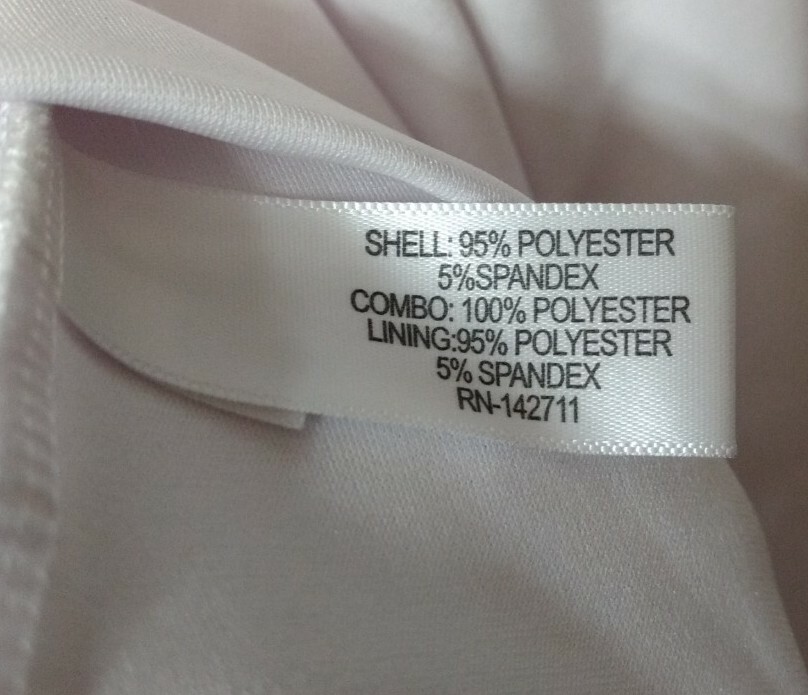 SHELL: 95% POLYESTER
5%SPANDEX
COMBO: 100% POLYESTER
LINING:95% POLYESTER
5% SPANDEX
RN-142711